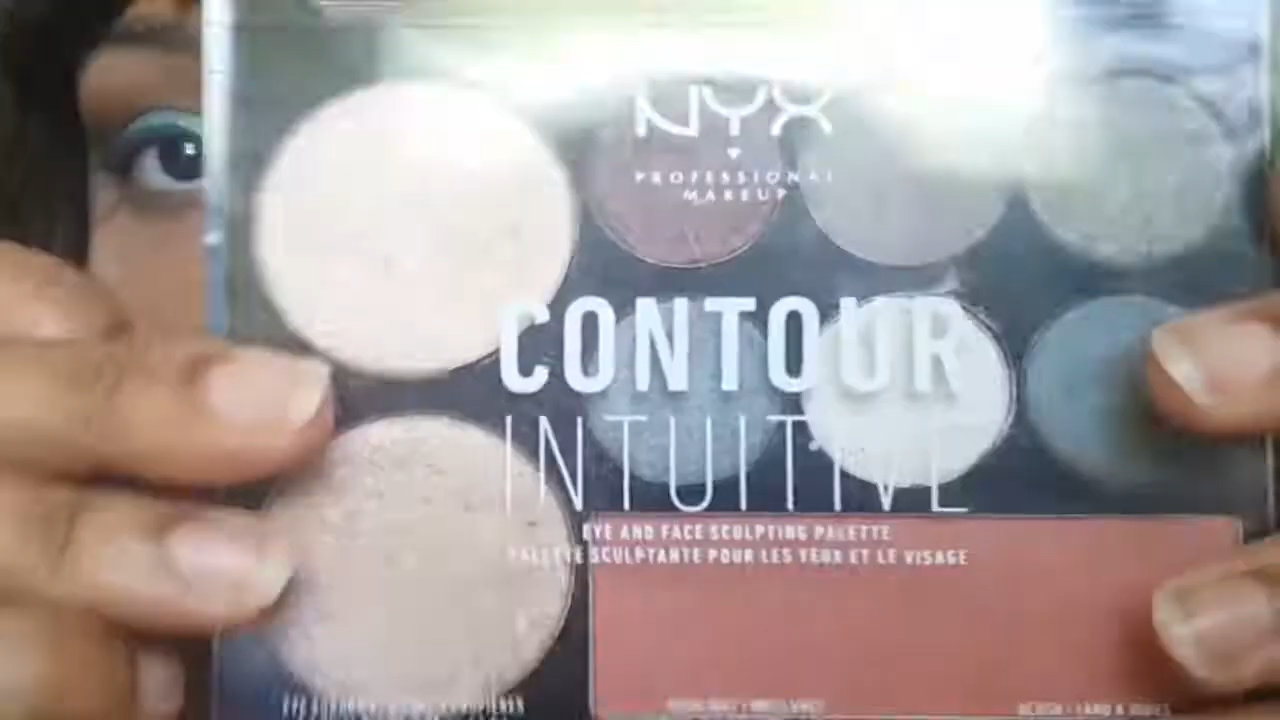 NYX
PROFESSIONAL
MAKEUP
CONTOUR
INTUITIVE
EYE AND FACE SCULPTING PALETTE
PALETTE SCULPTANTE POUR LES YEUX ET LE VISAGE